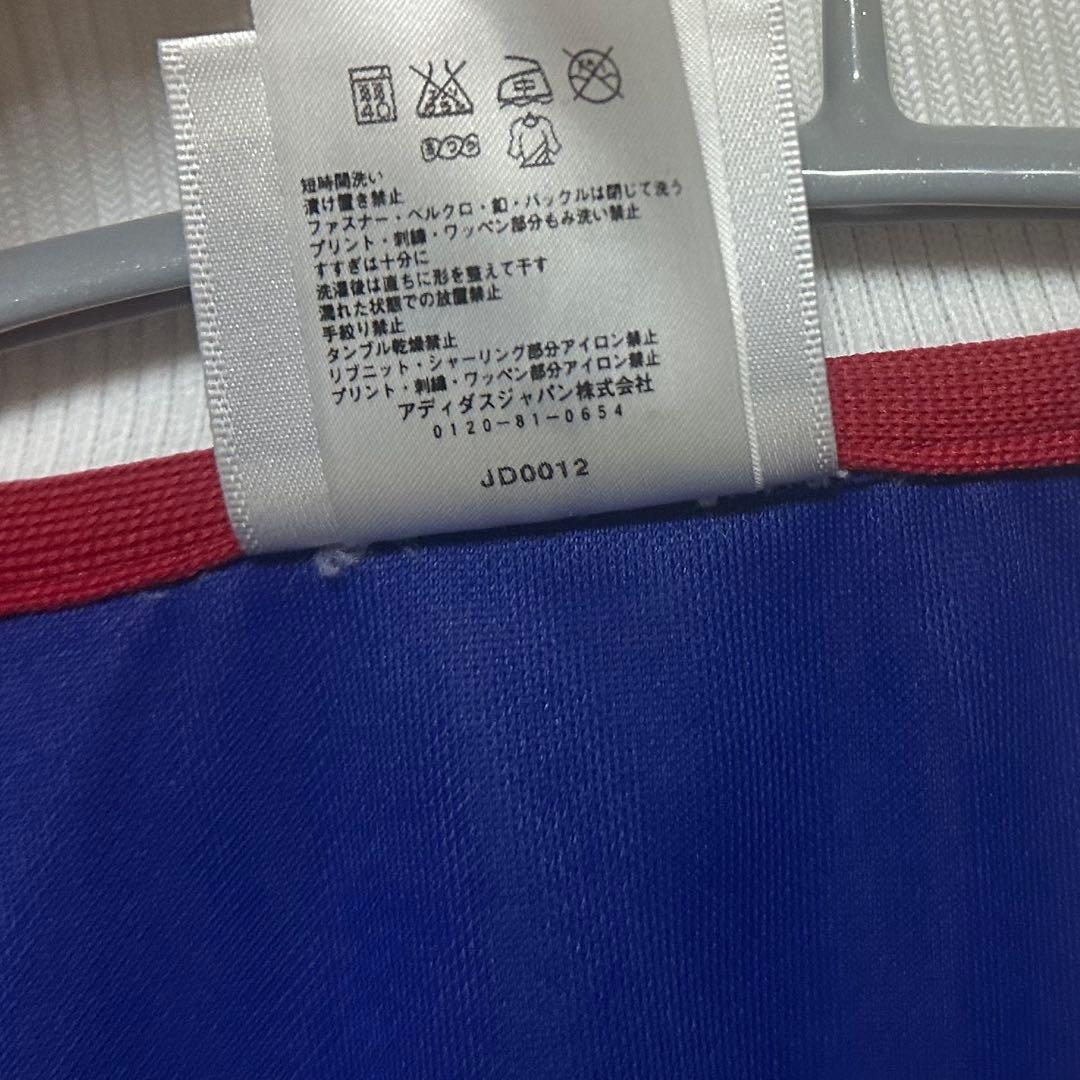 40
短時間洗い
漬け置き禁止
ファスナー・ベルクロ・釦・バックルは閉じて洗う
プリント・刺繍・ワッペン部分もみ洗い禁止
すすぎは十分に
洗濯後は直ちに形を整えて干す
濡れた状態での放置禁止
手絞り禁止
タンブル乾燥禁止
リブニット・シャーリング部分アイロン禁止
プリント・刺繍・ワッペン部分アイロン禁止
アディダスジャパン株式会社
0120-81-0654
JD0012